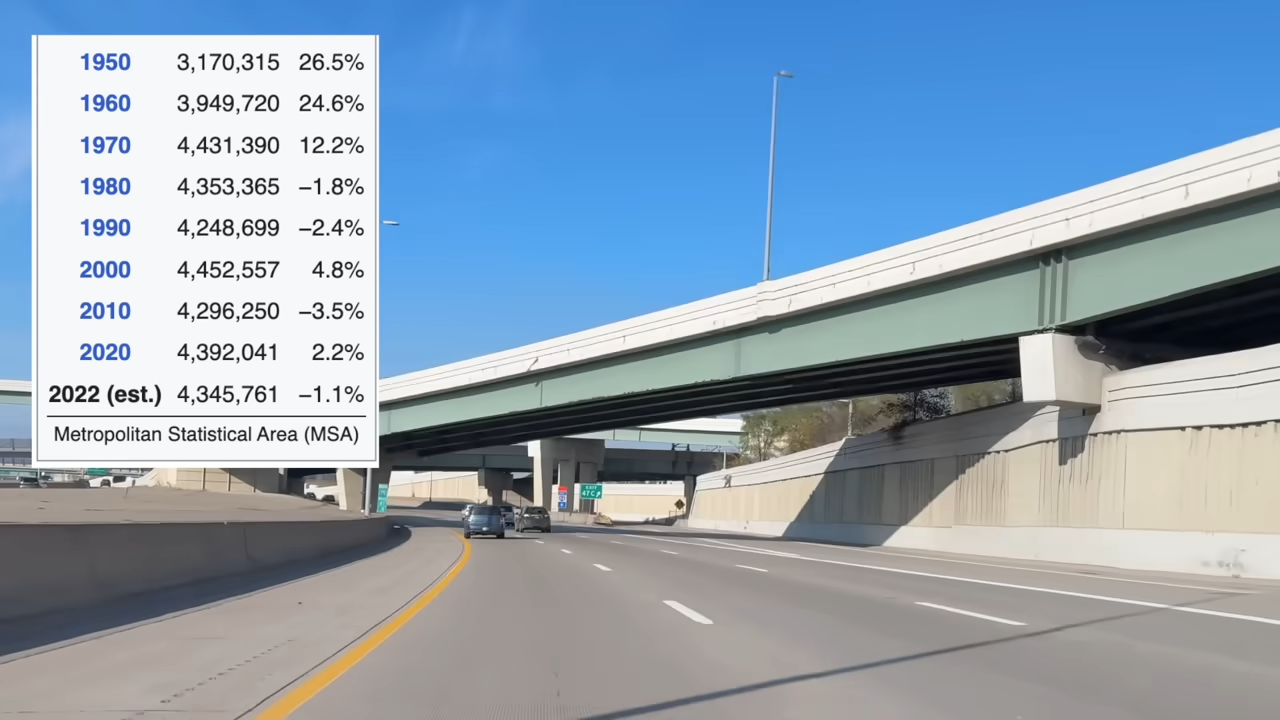 1950 3,170,315 26.5%
1960 3,949,720 24.6%
1970 4,431,390 12.2%
1980 4,353,365 −1.8%
1990 4,248,699 −2.4%
2000 4,452,557 4.8%
2010 4,296,250 −3.5%
2020 4,392,041 2.2%
2022 (est.) 4,345,761 −1.1%
Metropolitan Statistical Area (MSA)
EXIT
47 C